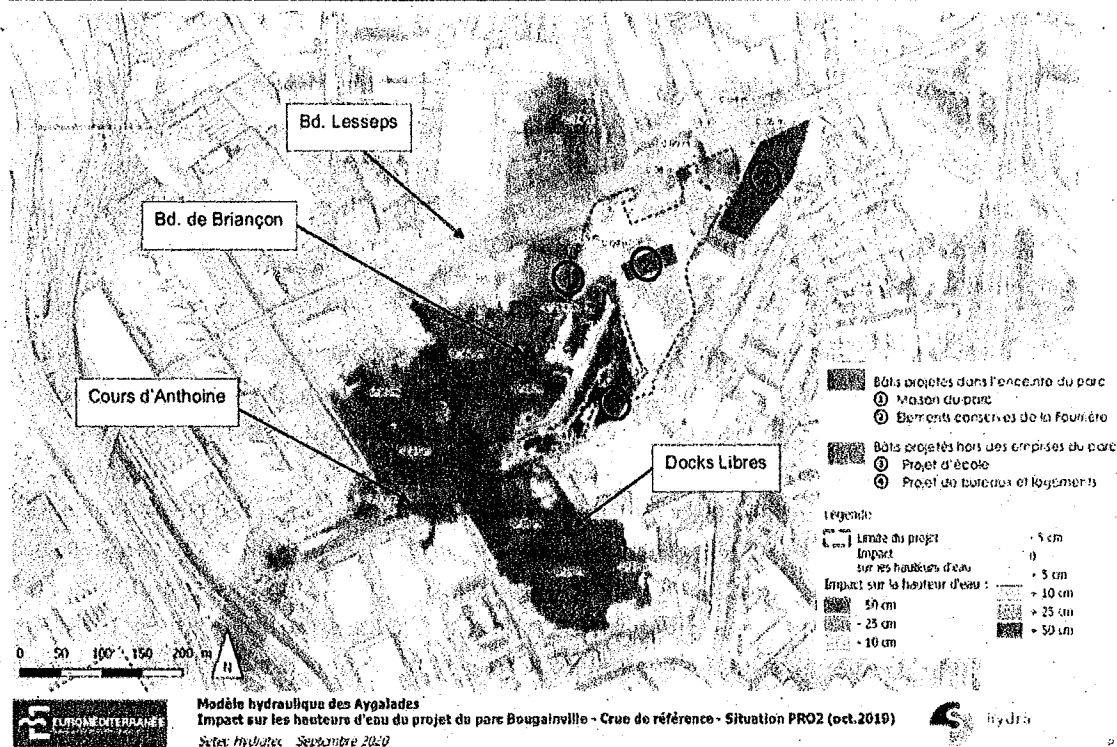 Bd. Lesseps
Bd. de Briançon
Cours d'Anthoine
Docks Libres
Bâtis projetés dans l'enceinte du parc
① Maison du parc
② Elements conservés de la Fourrière
Bâtis projetés hors des emprises du parc
③ Projet d'école
④ Projet de bureaux et logements
Légende
Limite du projet
Impact
sur les hauteurs d'eau
Impact sur la hauteur d'eau :
- 50 cm
- 25 cm
- 10 cm
- 5 cm
0
+ 5 cm
+ 10 cm
+ 25 cm
+ 50 cm
0 50 100 150 200 m
N
EUROMÉDITERRANÉE
Modèle hydraulique des Aygalades
Impact sur les hauteurs d'eau du projet du parc Bougainville - Crue de référence - Situation PRO2 (oct.2019)
Setec Hydratec Septembre 2020
hydra